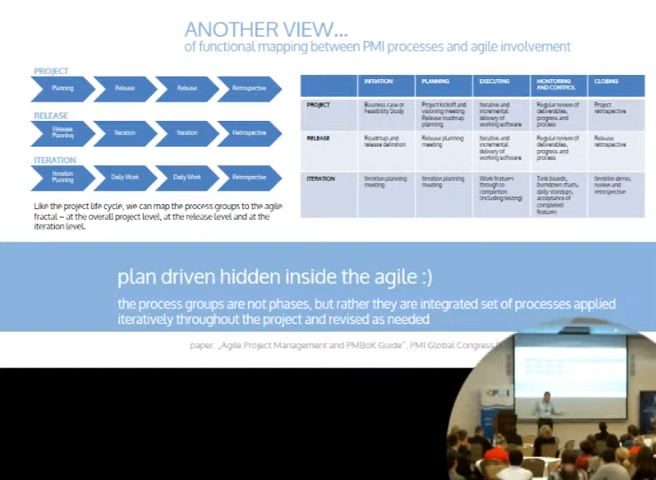 ANOTHER VIEW...
of functional mapping between PMI processes and agile involvement
PROJECT
Planning
Release
Release
Retrospective
RELEASE
Release
Planning
Iteration
Iteration
Retrospective
ITERATION
Iteration
Planning
Daily Work
Daily Work
Retrospective
Like the project life cycle, we can map the process groups to the agile
fractal – at the overall project level, at the release level and at the
iteration level.
INITIATION
PLANNING
EXECUTING
MONITORING
AND CONTROL
CLOSING
PROJECT
Business case or
Feasibility Study
Project kickoff and
visioning meeting
Release roadmap
planning
Iterative and
incremental
delivery of
working software
Regular review of
deliverables,
progress and
process
Project
retrospective
RELEASE
Roadmap and
release definition
Release planning
meeting
Iterative and
incremental
delivery of
working software
Regular review of
deliverables,
progress and
process
Release
retrospective
ITERATION
Iteration planning
meeting
Iteration planning
meeting
Work features
through to
completion
(including testing)
Task boards,
burndown charts,
daily standups,
acceptance of
completed
features
Iteration demo,
review and
retrospective
plan driven hidden inside the agile :)
the process groups are not phases, but rather they are integrated set of processes applied
iteratively throughout the project and revised as needed
paper: „Agile Project Management and PMBoK Guide”, PMI Global Congress